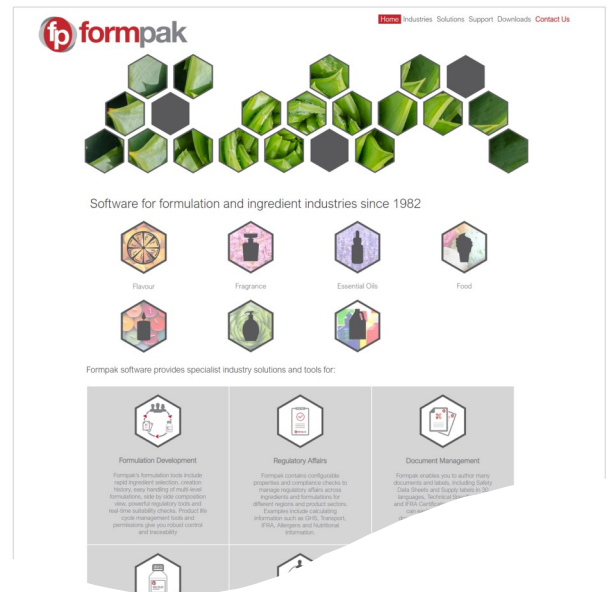 fp formpak
Home Industries Solutions Support Downloads Contact Us
Software for formulation and ingredient industries since 1982
Flavour
Fragrance
Essential Oils
Food
Formpak software provides specialist industry solutions and tools for:
Formulation Development
Formpak's formulation tools include
rapid ingredient selection, creation
history, easy handling of multi-level
formulations, side by side composition
view, powerful regulatory tools and
real-time suitability checks. Product life
cycle management tools and
permissions give you robust control
and traceability.
Regulatory Affairs
Formpak contains configurable
properties and compliance checks to
manage regulatory affairs across
ingredients and formulations for
different regions and product sectors.
Examples include calculating
information such as GHS, Transport,
IFRA, Allergens and Nutritional
information.
Document Management
Formpak enables you to author many
documents and labels, including Safety
Data Sheets and Supply labels in 30
languages, Technical
and IFRA